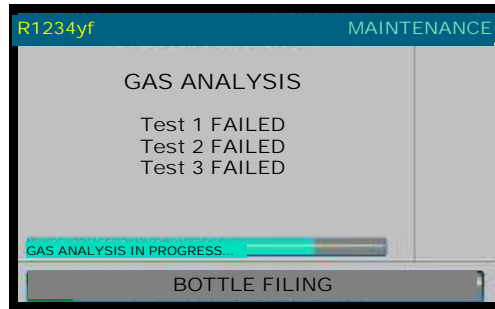 R1234yf MAINTENANCE
GAS ANALYSIS
Test 1 FAILED
Test 2 FAILED
Test 3 FAILED
GAS ANALYSIS IN PROGRESS...
BOTTLE FILING